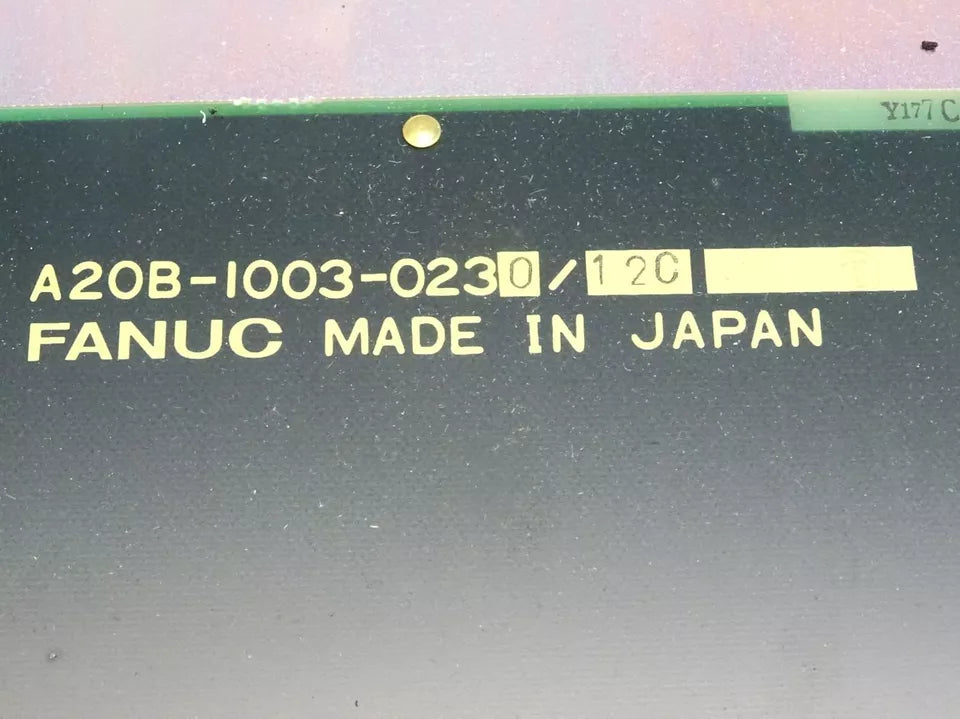 Y177 C
A20B-1003-0230/12C T
FANUC MADE IN JAPAN